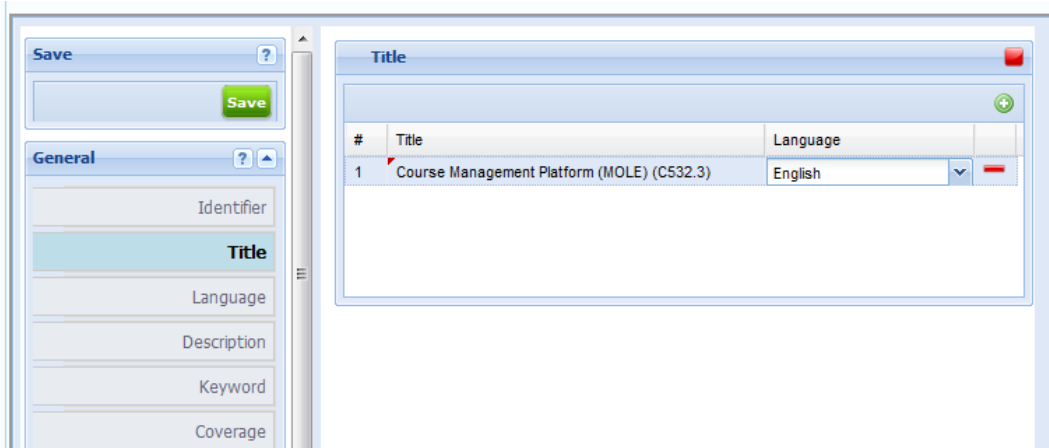 Save
?
Save
General
?
Identifier
Title
Language
Description
Keyword
Coverage
Title
# Title Language
1 Course Management Platform (MOLE) (C532.3) English